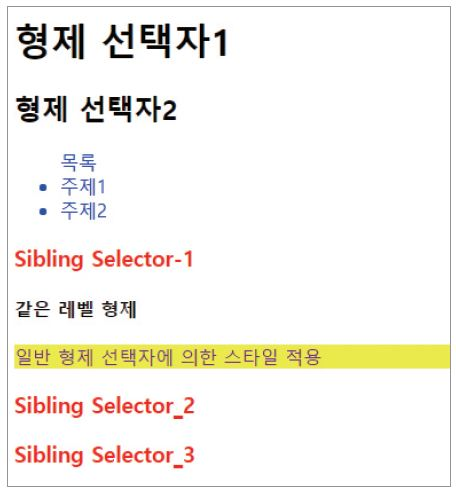 형제 선택자1
형제 선택자2
목록
주제1
주제2
Sibling Selector-1
같은 레벨 형제
일반 형제 선택자에 의한 스타일 적용
Sibling Selector_2
Sibling Selector_3